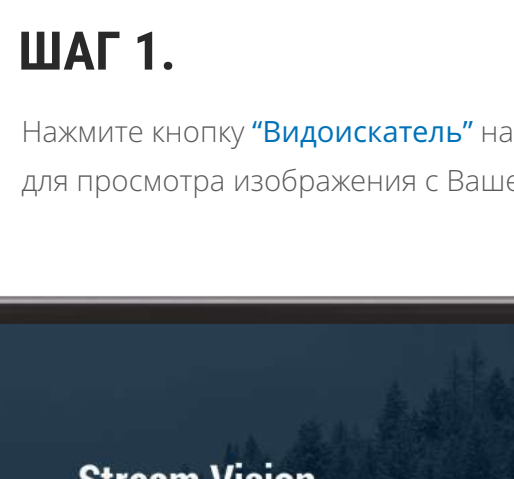 ШАГ 1.
Нажмите кнопку “Видоискатель” на
для просмотра изображения с Ваше
Stream Vision